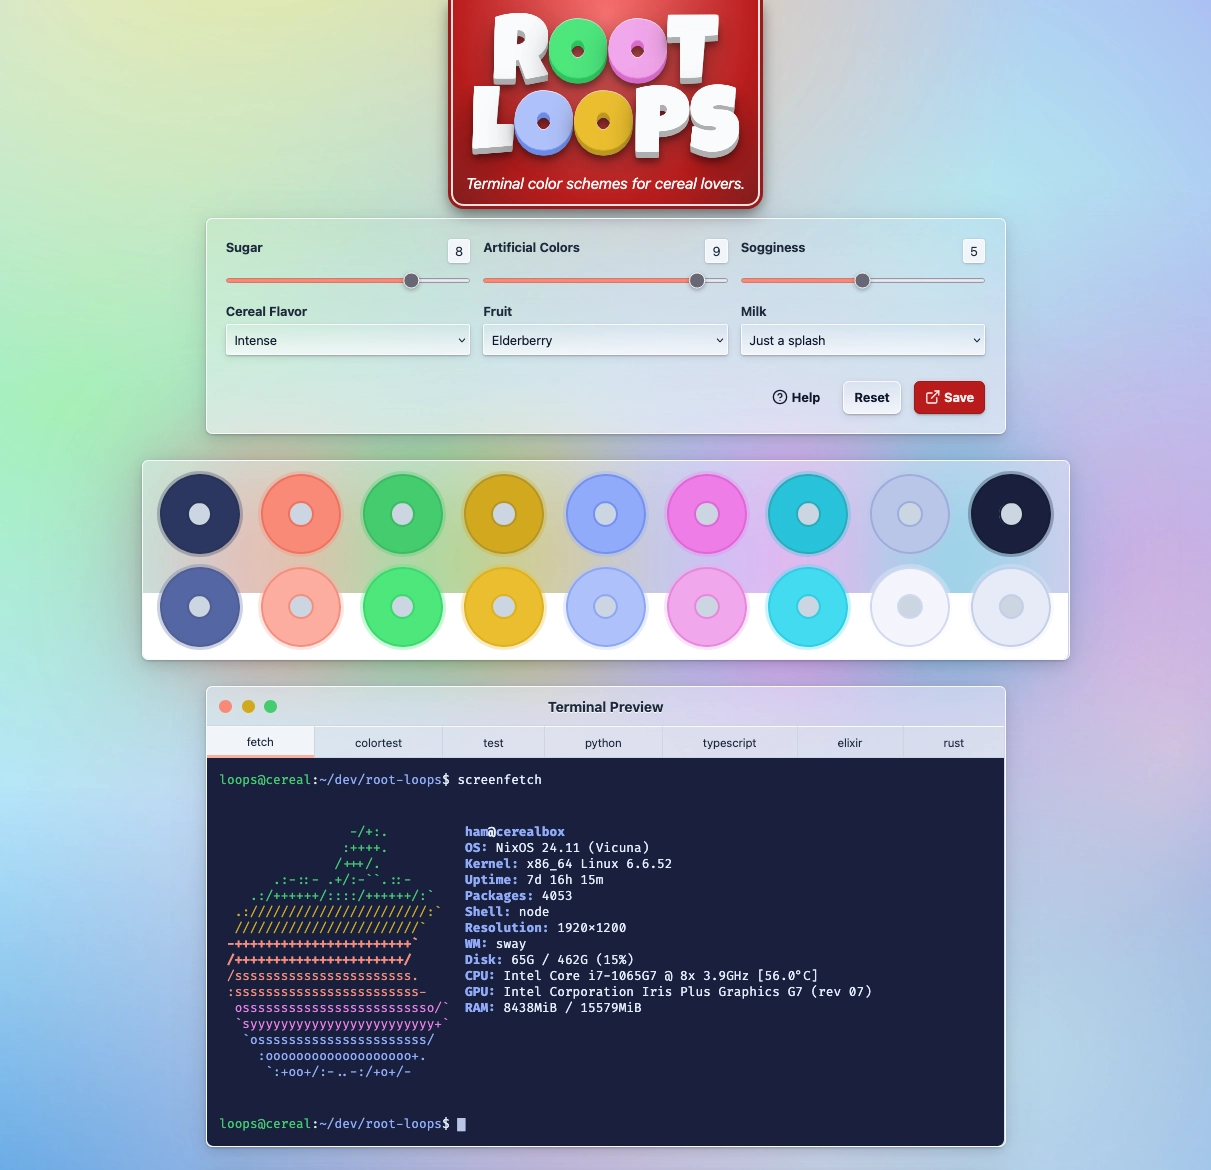 ROOT
LOOPS
Terminal color schemes for cereal lovers.
Sugar 8 Artificial Colors 9 Sogginess 5
Cereal Flavor Fruit Milk
Intense Elderberry Just a splash
Help Reset Save
Terminal Preview
fetch colortest test python typescript elixir rust
loops@cereal:~/dev/root-loops$ screenfetch
-/+:. ham@cerealbox
:++++. OS: NixOS 24.11 (Vicuna)
/+++/. Kernel: x86_64 Linux 6.6.52
.:-::- .+/:-``.::- Uptime: 7d 16h 15m
.:/++++++/::::/++++++/:` Packages: 4053
.:///////////////////////:` Shell: node
////////////////////////` Resolution: 1920×1200
-+++++++++++++++++++++++` WM: sway
/++++++++++++++++++++++/ Disk: 65G / 462G (15%)
/sssssssssssssssssssssss. CPU: Intel Core i7-1065G7 @ 8x 3.9GHz [56.0°C]
:ssssssssssssssssssssssss- GPU: Intel Corporation Iris Plus Graphics G7 (rev 07)
osssssssssssssssssssssssso/` RAM: 8438MiB / 15579MiB
`syyyyyyyyyyyyyyyyyyyyyyyy+`
`ossssssssssssssssssssss/
:ooooooooooooooooooo+.
`:+oo+/:-..-:/+o+/-
loops@cereal:~/dev/root-loops$